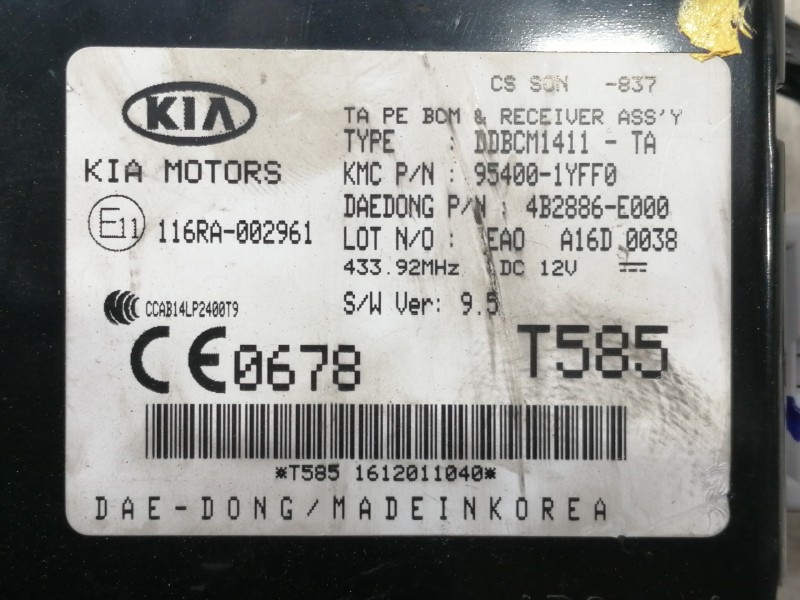 CS SON -837
KIA
TA PE BCM & RECEIVER ASS'Y
TYPE : DDBCM1411 - TA
KIA MOTORS
KMC P/N : 95400-1YFF0
E11 116RA-002961
DAEDONG P/N : 4B2886-E000
LOT N/O : EAO A16D 0038
433.92MHz DC 12V
CCAB14LP2400T9
S/W Ver: 9.5
CE0678
T585
*T585 1612011040*
DAE-DONG/MADEINKOREA